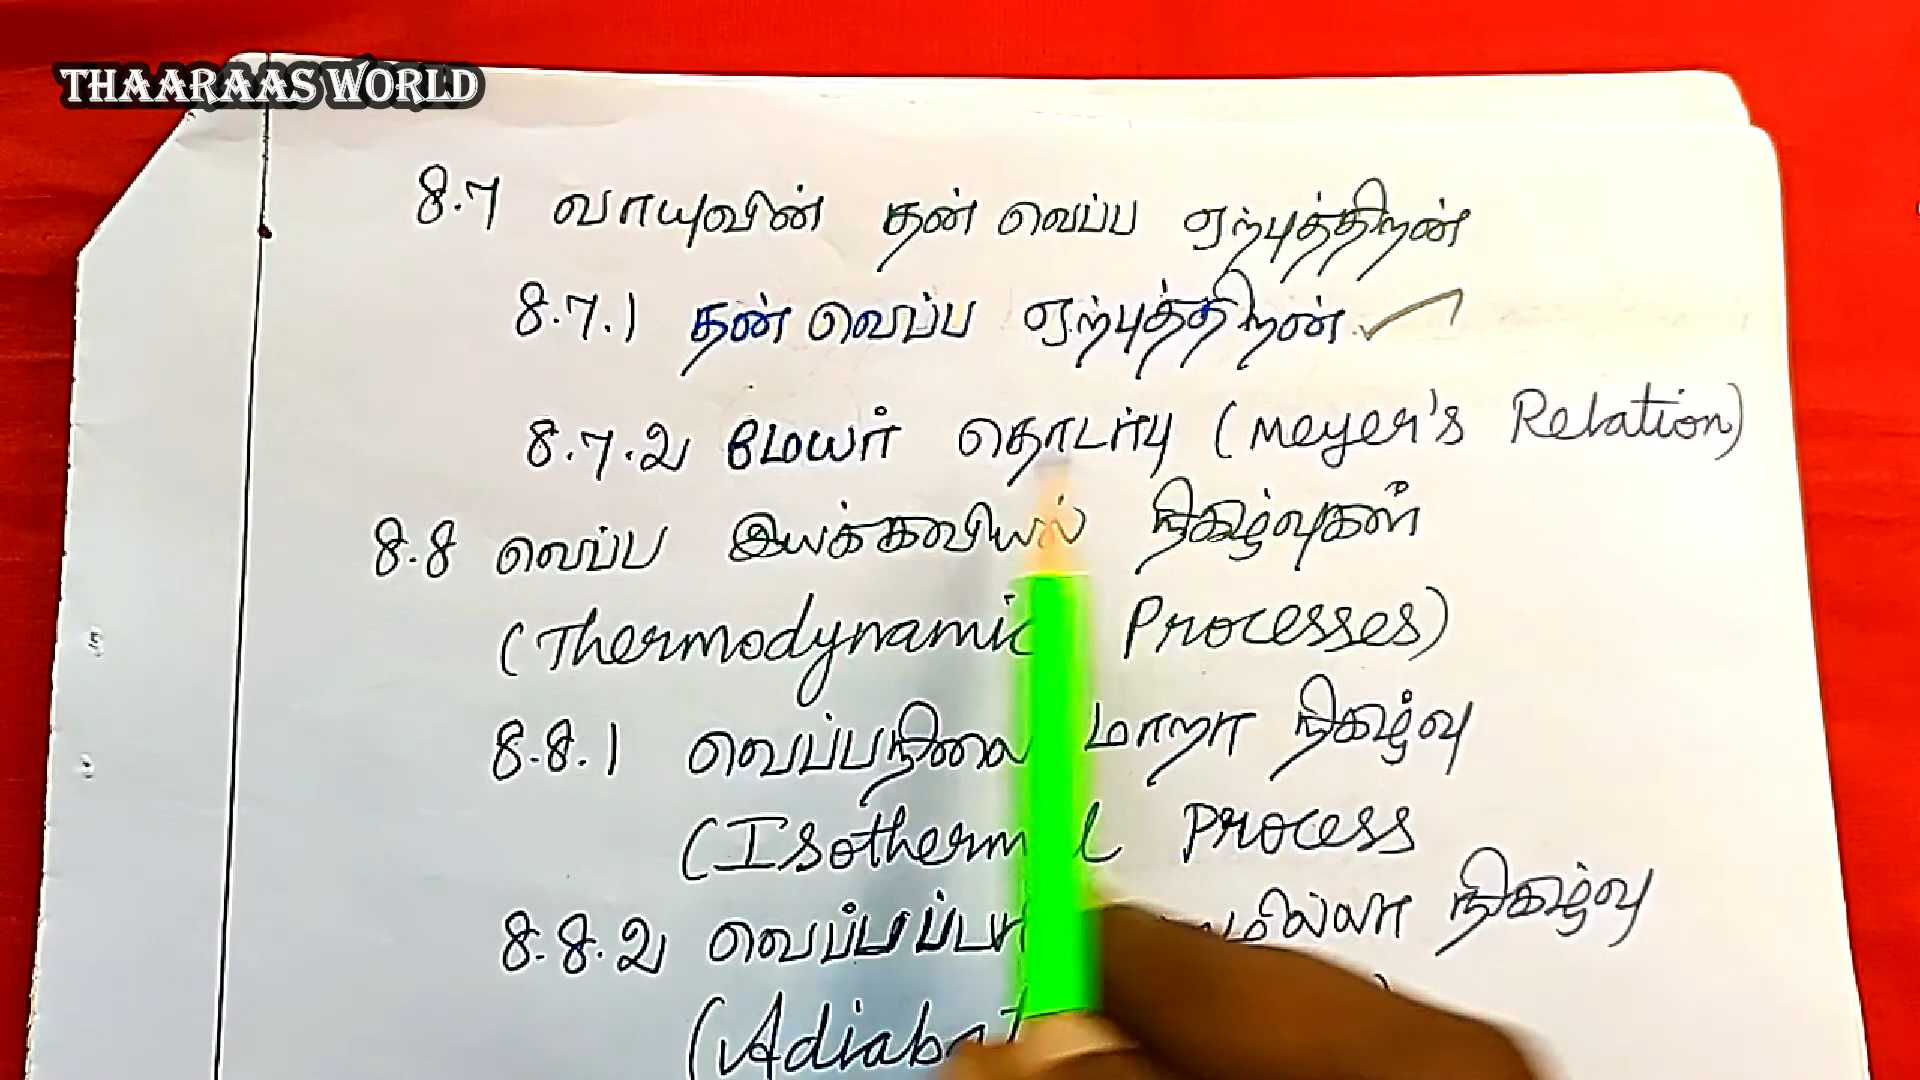 THAARAAS WORLD
8.7 வாயுவின் தன் வெப்ப ஏற்புத்திறன்
8.7.1 தன் வெப்ப ஏற்புத்திறன்
8.7.2 மேயர் தொடர்பு (Meyer's Relation)
8.8 வெப்ப இயக்கவியல் நிகழ்வுகள்
(Thermodynamic Processes)
8.8.1 வெப்பநிலை மாறா நிகழ்வு
(Isothermal Process
8.8.2 நிகழ்வு